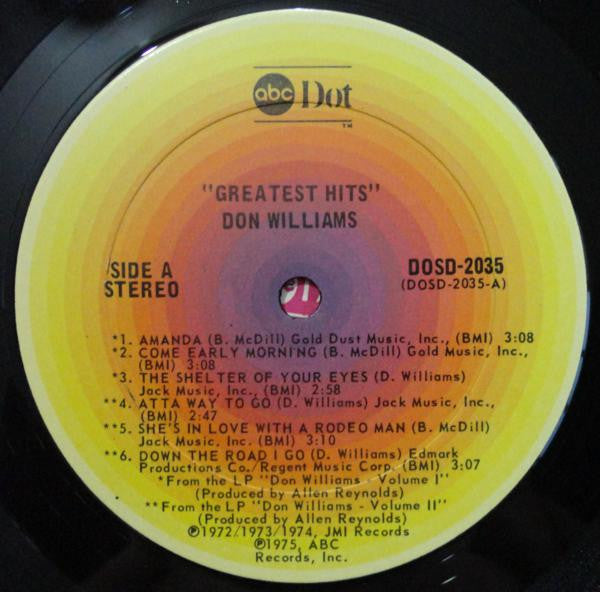 abc Dot
TM
"GREATEST HITS"
DON WILLIAMS
SIDE A
STEREO
DOSD-2035
(DOSD-2035-A)
*1. AMANDA (B. McDill) Gold Dust Music, Inc., (BMI) 3:08
*2. COME EARLY MORNING (B. McDill) Gold Music, Inc.,
(BMI) 3:08
*3. THE SHELTER OF YOUR EYES (D. Williams)
Jack Music, Inc., (BMI) 2:58
**4. ATTA WAY TO GO (D. Williams) Jack Music, Inc.,
(BMI) 2:47
**5. SHE'S IN LOVE WITH A RODEO MAN (B. McDill)
Jack Music, Inc. (BMI) 3:10
**6. DOWN THE ROAD I GO (D. Williams) Edmark
Productions Co./Regent Music Corp. (BMI) 3:07
*From the LP "Don Williams - Volume I"
(Produced by Allen Reynolds)
**From the LP "Don Williams - Volume II"
(Produced by Allen Reynolds)
℗1972/1973/1974, JMI Records
℗1975, ABC
Records, Inc.